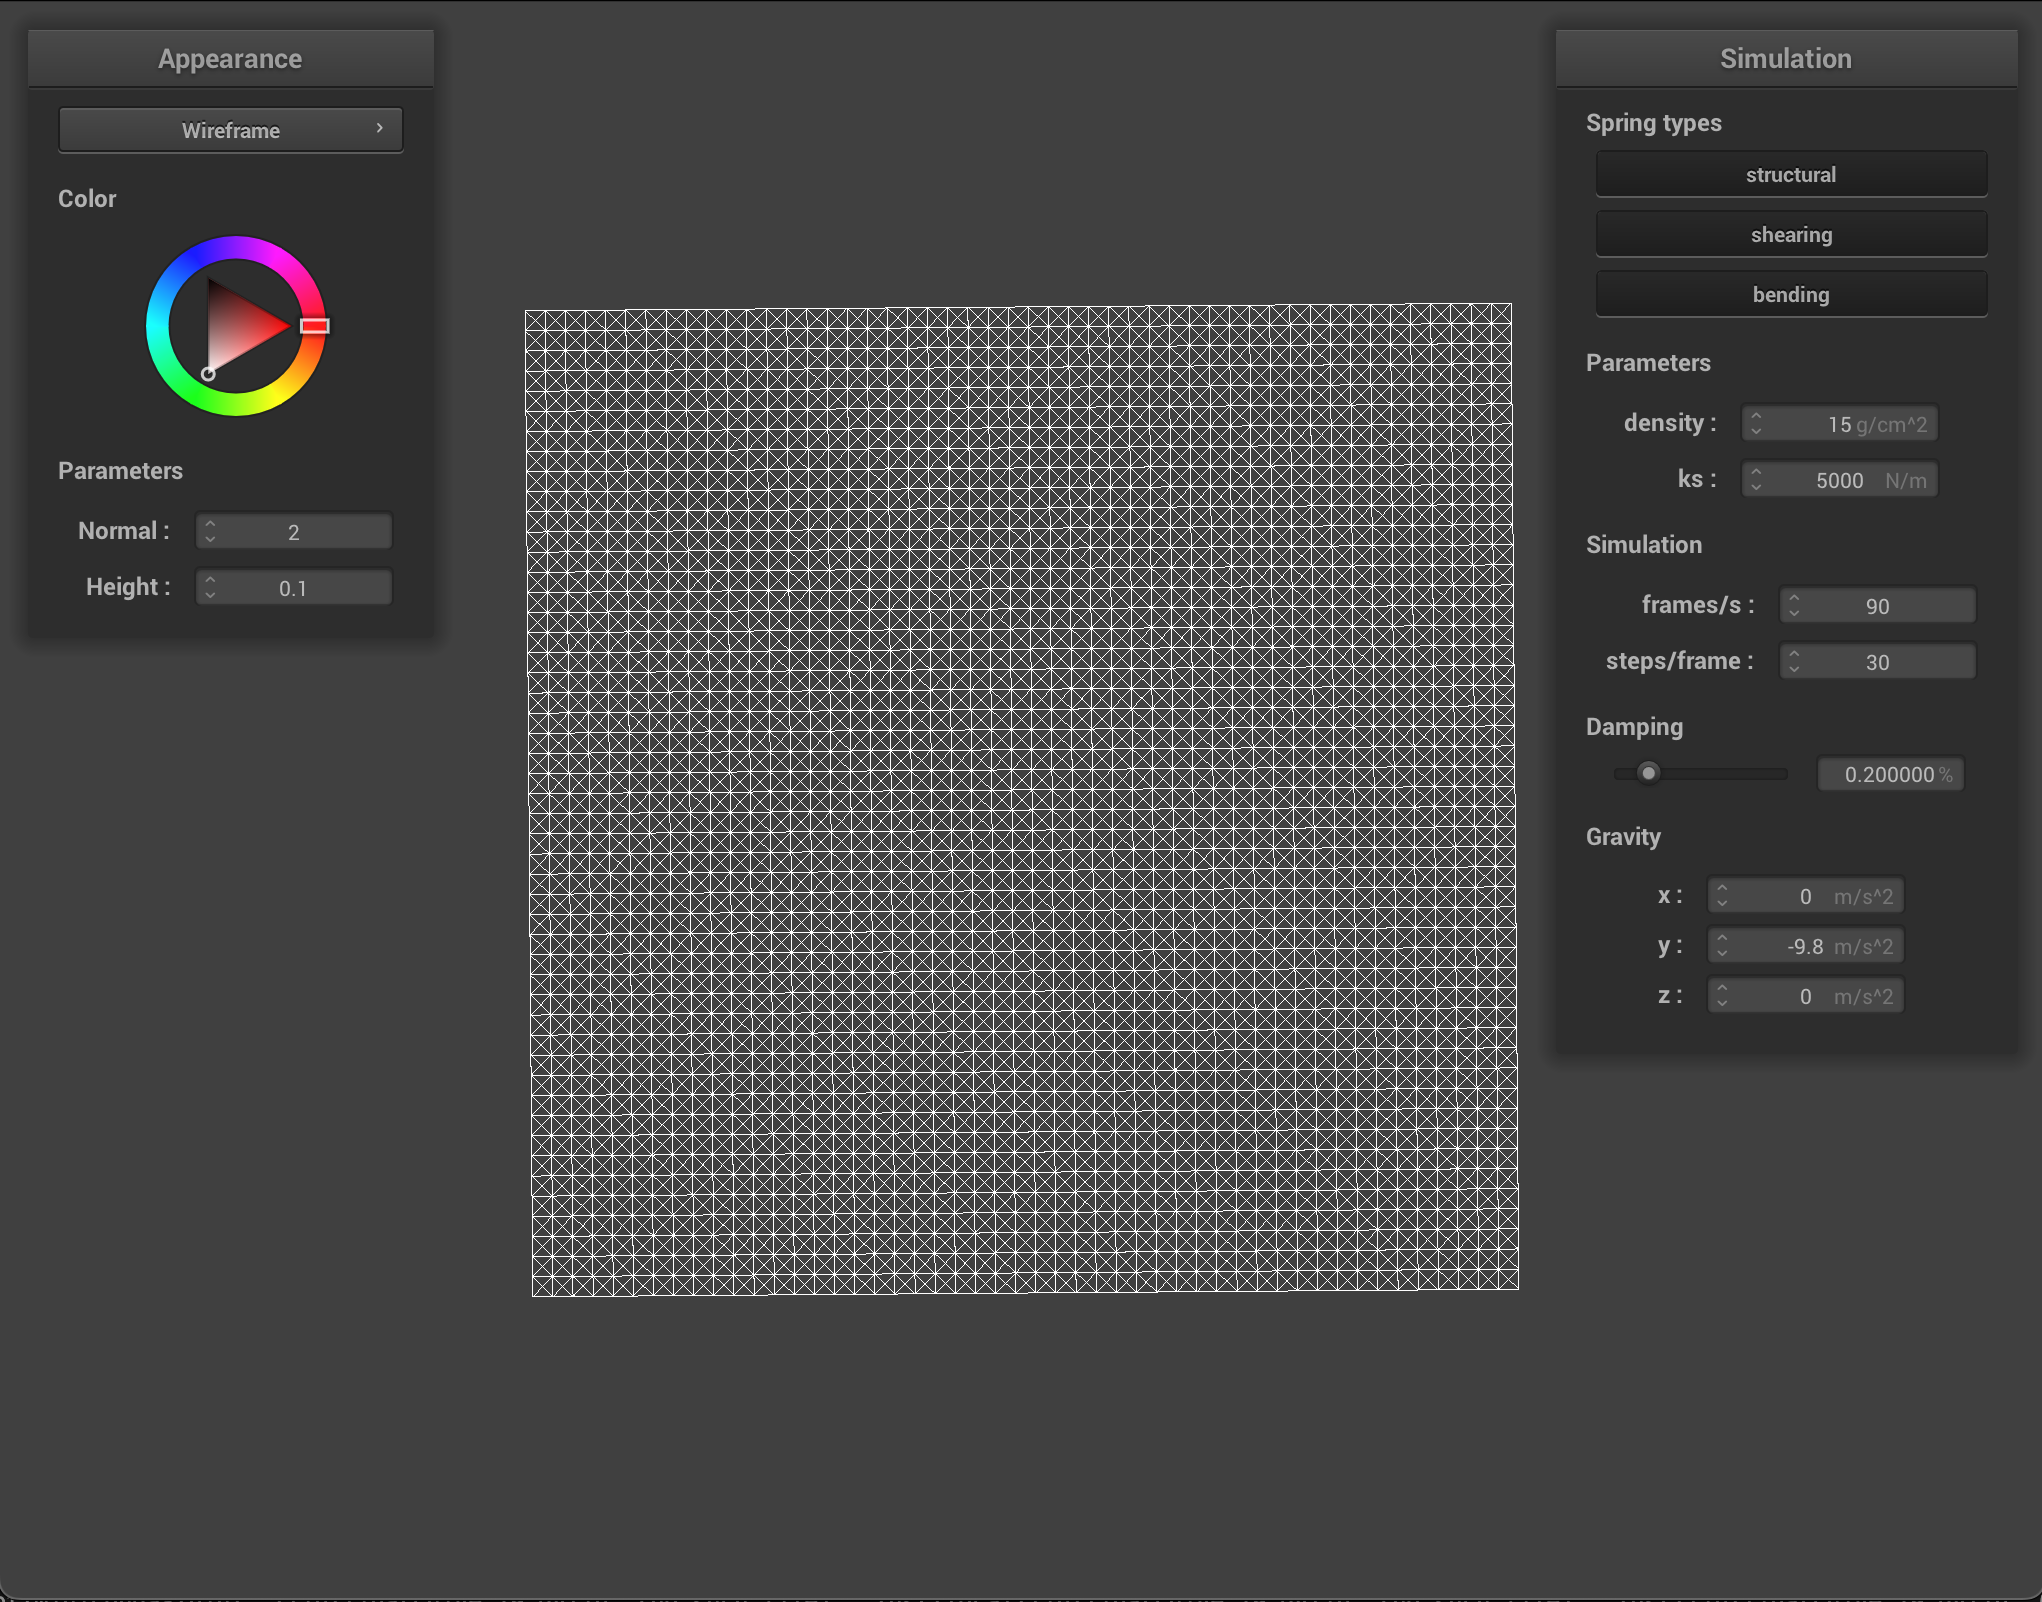 Appearance
Wireframe
Color
Parameters
Normal : 2
Height : 0.1
Simulation
Spring types
structural
shearing
bending
Parameters
density : 15 g/cm^2
ks : 5000 N/m
Simulation
frames/s : 90
steps/frame : 30
Damping
0.200000 %
Gravity
x : 0 m/s^2
y : -9.8 m/s^2
z : 0 m/s^2